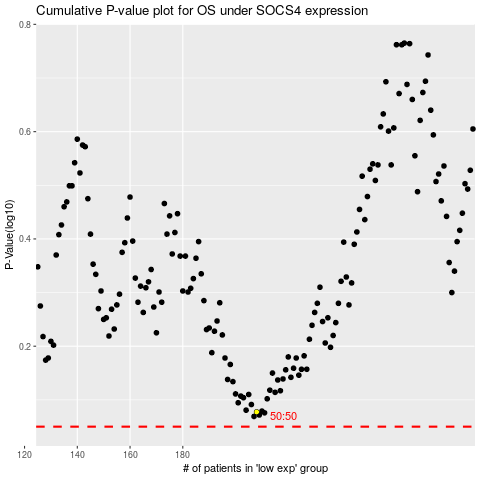 Cumulative P-value plot for OS under SOCS4 expression
P-Value(log10)
0.8
0.6
0.4
0.2
50:50
120 140 160 180
# of patients in 'low exp' group